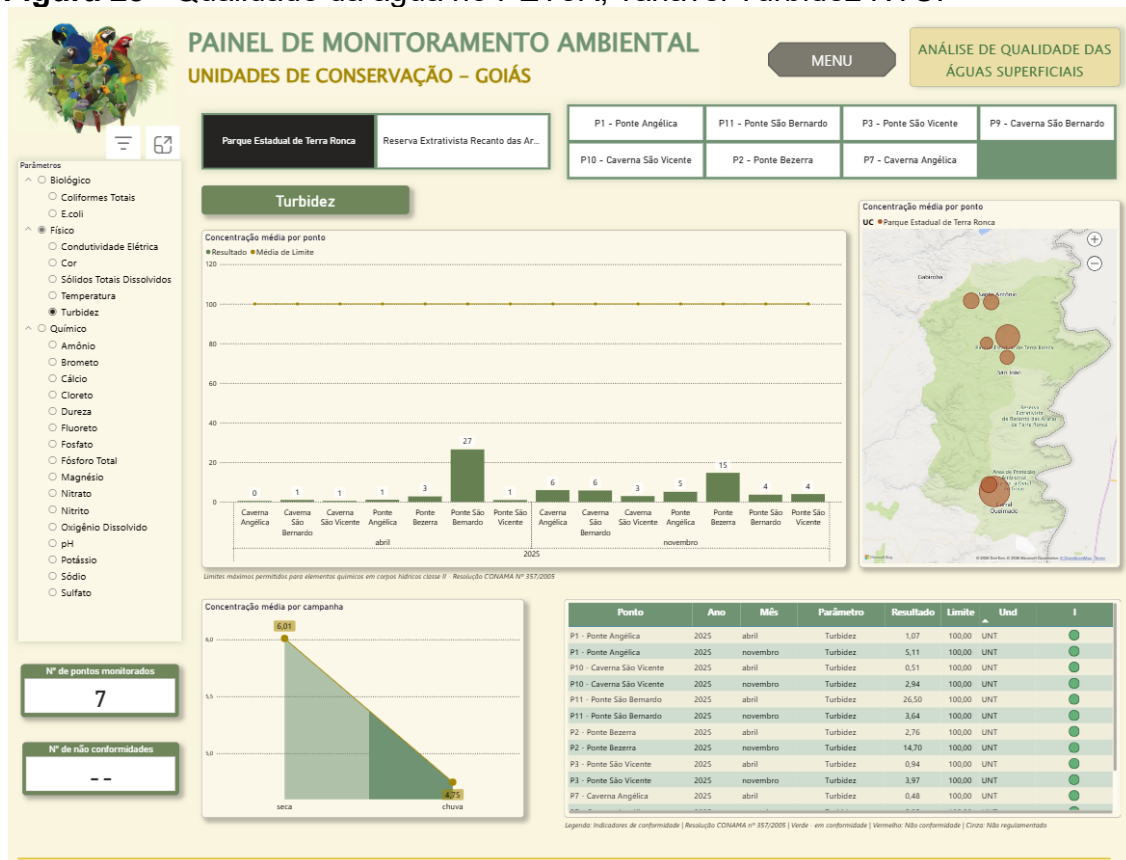 PAINEL DE MONITORAMENTO AMBIENTAL
UNIDADES DE CONSERVAÇÃO – GOIÁS
MENU
ANÁLISE DE QUALIDADE DAS
ÁGUAS SUPERFICIAIS
Parque Estadual de Terra Ronca
Reserva Extrativista Recanto das Ar...
P1 - Ponte Angélica
P11 - Ponte São Bernardo
P3 - Ponte São Vicente
P9 - Caverna São Bernardo
P10 - Caverna São Vicente
P2 - Ponte Bezerra
P7 - Caverna Angélica
Parâmetros
Biológico
Coliformes Totais
E.coli
Físico
Condutividade Elétrica
Cor
Sólidos Totais Dissolvidos
Temperatura
Turbidez
Químico
Amônio
Brometo
Cálcio
Cloreto
Dureza
Fluoreto
Fosfato
Fósforo Total
Magnésio
Nitrato
Nitrito
Oxigênio Dissolvido
pH
Potássio
Sódio
Sulfato
Nº de pontos monitorados
7
Nº de não conformidades
--
Turbidez
Concentração média por ponto
Resultado Média de Limite
120
100
80
60
40
20
0
0 1 1 1 3 27 1 6 6 3 5 15 4 4
Caverna Angélica
Caverna São Bernardo
Caverna São Vicente
Ponte Angélica
Ponte Bezerra
Ponte São Bernardo
Ponte São Vicente
Caverna Angélica
Caverna São Bernardo
Caverna São Vicente
Ponte Angélica
Ponte Bezerra
Ponte São Bernardo
Ponte São Vicente
abril novembro
2025
Limites máximos permitidos para elementos químicos em corpos hídricos classe II - Resolução CONAMA Nº 357/2005
Concentração média por ponto
UC Parque Estadual de Terra Ronca
Gabiroba
São João
Concentração média por campanha
6,01
6,0
5,5
5,0
4,75
seca chuva
Ponto Ano Mês Parâmetro Resultado Limite Und I
P1 - Ponte Angélica 2025 abril Turbidez 1,07 100,00 UNT
P1 - Ponte Angélica 2025 novembro Turbidez 5,11 100,00 UNT
P10 - Caverna São Vicente 2025 abril Turbidez 0,51 100,00 UNT
P10 - Caverna São Vicente 2025 novembro Turbidez 2,94 100,00 UNT
P11 - Ponte São Bernardo 2025 abril Turbidez 26,50 100,00 UNT
P11 - Ponte São Bernardo 2025 novembro Turbidez 3,64 100,00 UNT
P2 - Ponte Bezerra 2025 abril Turbidez 2,76 100,00 UNT
P2 - Ponte Bezerra 2025 novembro Turbidez 14,70 100,00 UNT
P3 - Ponte São Vicente 2025 abril Turbidez 0,94 100,00 UNT
P3 - Ponte São Vicente 2025 novembro Turbidez 3,97 100,00 UNT
P7 - Caverna Angélica 2025 abril Turbidez 0,48 100,00 UNT
Legenda: Indicadores de conformidade | Resolução CONAMA nº 357/2005 | Verde - em conformidade | Vermelho: Não conformidade | Cinza: Não regulamentado